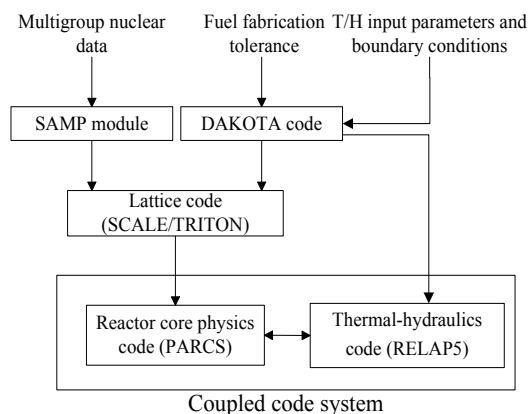 Multigroup nuclear
data
Fuel fabrication
tolerance
T/H input parameters and
boundary conditions
SAMP module
DAKOTA code
Lattice code
(SCALE/TRITON)
Reactor core physics
code (PARCS)
Thermal-hydraulics
code (RELAP5)
Coupled code system